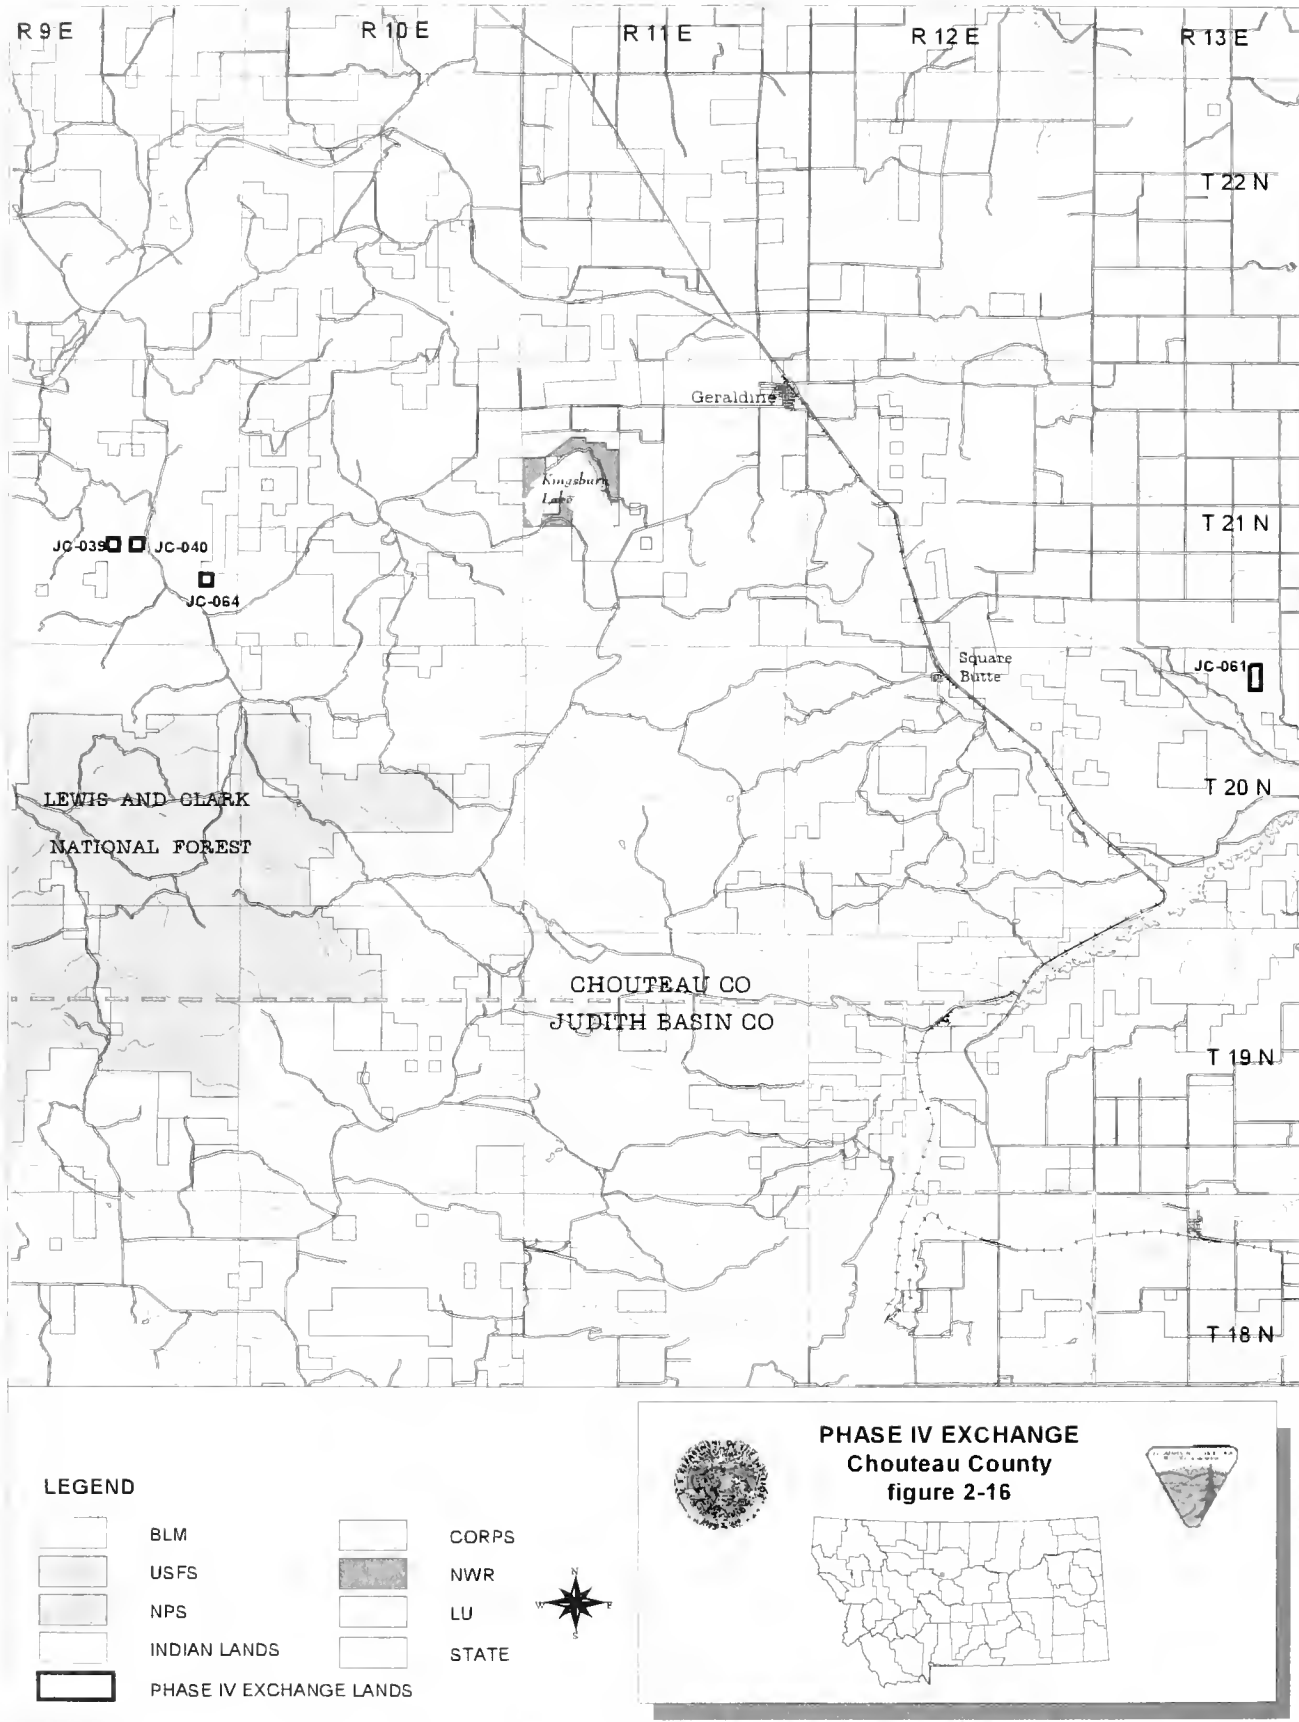 R 9 E R 10 E R 11 E R 12 E R 13 E
T 22 N
Geraldine
Kingsbury
Lake
T 21 N
JC-039 JC-040
JC-064
Square
Butte
JC-061
LEWIS AND CLARK
T 20 N
NATIONAL FOREST
CHOUTEAU CO
JUDITH BASIN CO
T 19 N
T 18 N
LEGEND
BLM
USFS
NPS
INDIAN LANDS
PHASE IV EXCHANGE LANDS
CORPS
NWR
LU
STATE
N
W E
S
PHASE IV EXCHANGE
Chouteau County
figure 2-16